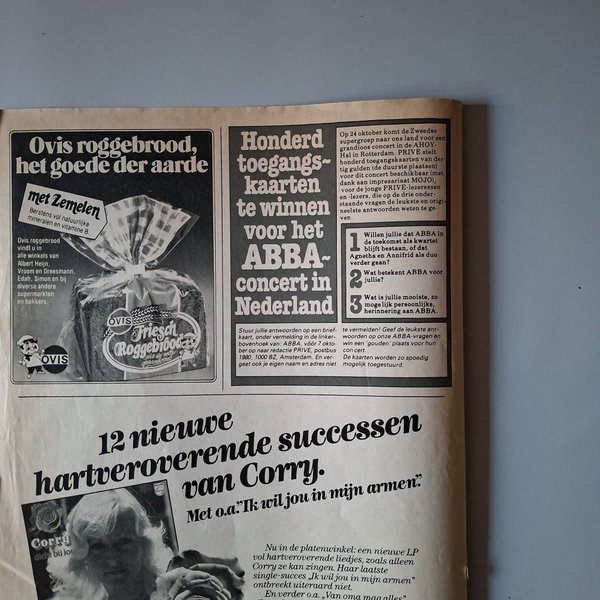 Ovis roggebrood,
het goede der aarde
met Zemelen
Berstens vol natuurlijke
mineralen en vitamine B
Ovis roggebrood
vindt u in
alle winkels van
Albert Heijn,
Vroom en Dreesmann,
Edah, Simon en bij
diverse andere
supermarkten
en bakkers.
OVIS
OVIS
Friesch
Roggebrood
Honderd
toegangs-
kaarten
te winnen
voor het
ABBA-
concert in
Nederland
Op 24 oktober komt de Zweedse
supergroep naar ons land voor een
grandioos concert in de AHOY-
Hal in Rotterdam. PRIVE stelt
honderd toegangskaarten van der-
tig gulden (de duurste plaatsen)
voor dit concert beschikbaar (met
dank aan impresariaat MOJO),
voor de jonge PRIVE-lezeressen
en -lezers, die op de drie onder-
staande vragen de leukste en origi-
neelste antwoorden weten te ge-
ven.
1 Willen jullie dat ABBA in
de toekomst als kwartet
blijft bestaan, of dat
Agnetha en Annifrid als duo
verder gaan?
2 Wat betekent ABBA voor
jullie?
3 Wat is jullie mooiste, zo
mogelijk persoonlijke,
herinnering aan ABBA.
Stuur jullie antwoorden op een brief-
kaart, onder vermelding in de linker-
bovenhoek van: ABBA, vóór 7 okto-
ber op naar redactie PRIVE, postbus
1980, 1000 BZ, Amsterdam. En ver-
geet ook je eigen naam en adres niet
te vermelden! Geef de leukste ant-
woorden op onze ABBA-vragen en
win een 'gouden' plaats voor hun
concert.
De kaarten worden zo spoedig
mogelijk toegestuurd.
12 nieuwe
hartveroverende successen
van Corry.
Met o.a. "Ik wil jou in mijn armen".
Corry
Nu in de platenwinkel: een nieuwe LP
vol hartveroverende liedjes, zoals alleen
Corry ze kan zingen. Haar laatste
single-succes „Ik wil jou in mijn armen"
ontbreekt uiteraard niet.
En verder o.a. „Van oma mag alles"